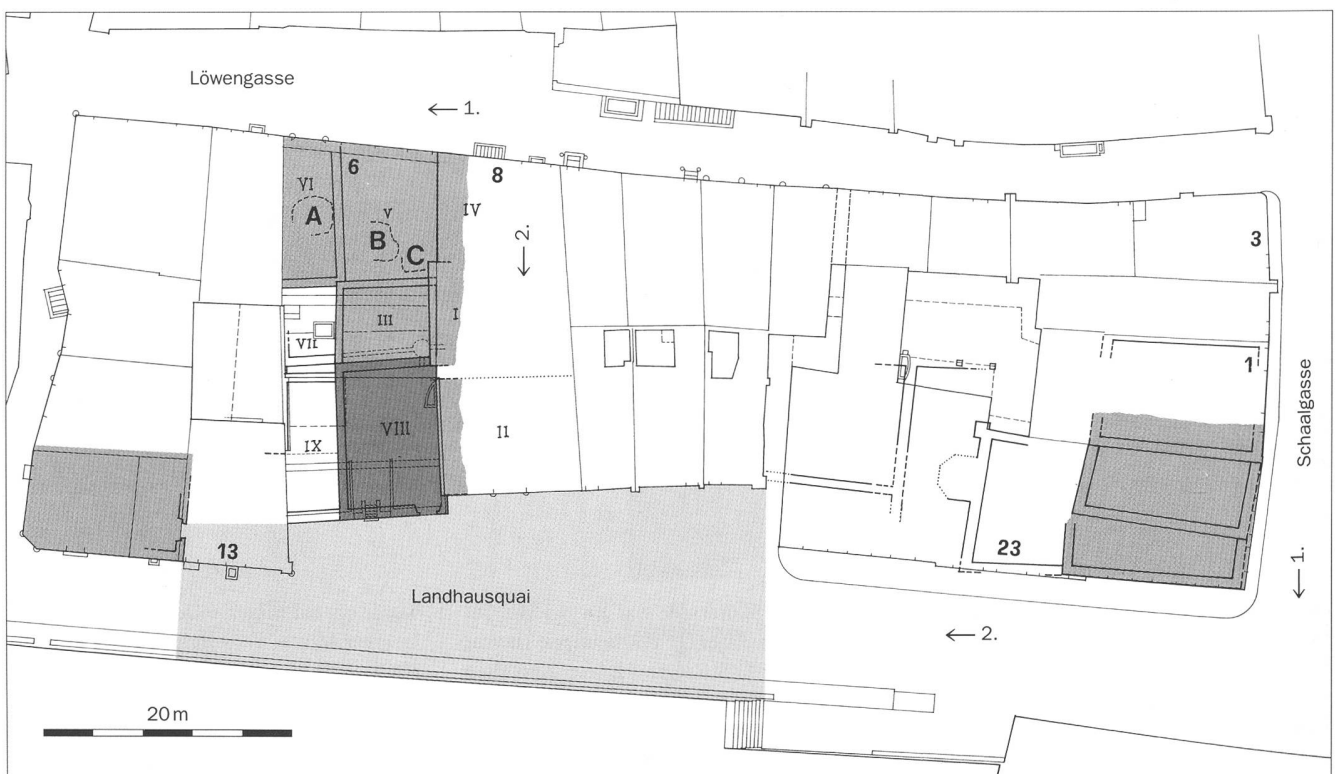 Löwengasse
← 1.
6
8
VI
A
V
B
C
IV
2.
↓
3
III
I
VII
1
Schaalgasse
VIII
II
IX
13
23
1.
↓
Landhausquai
← 2.
20 m